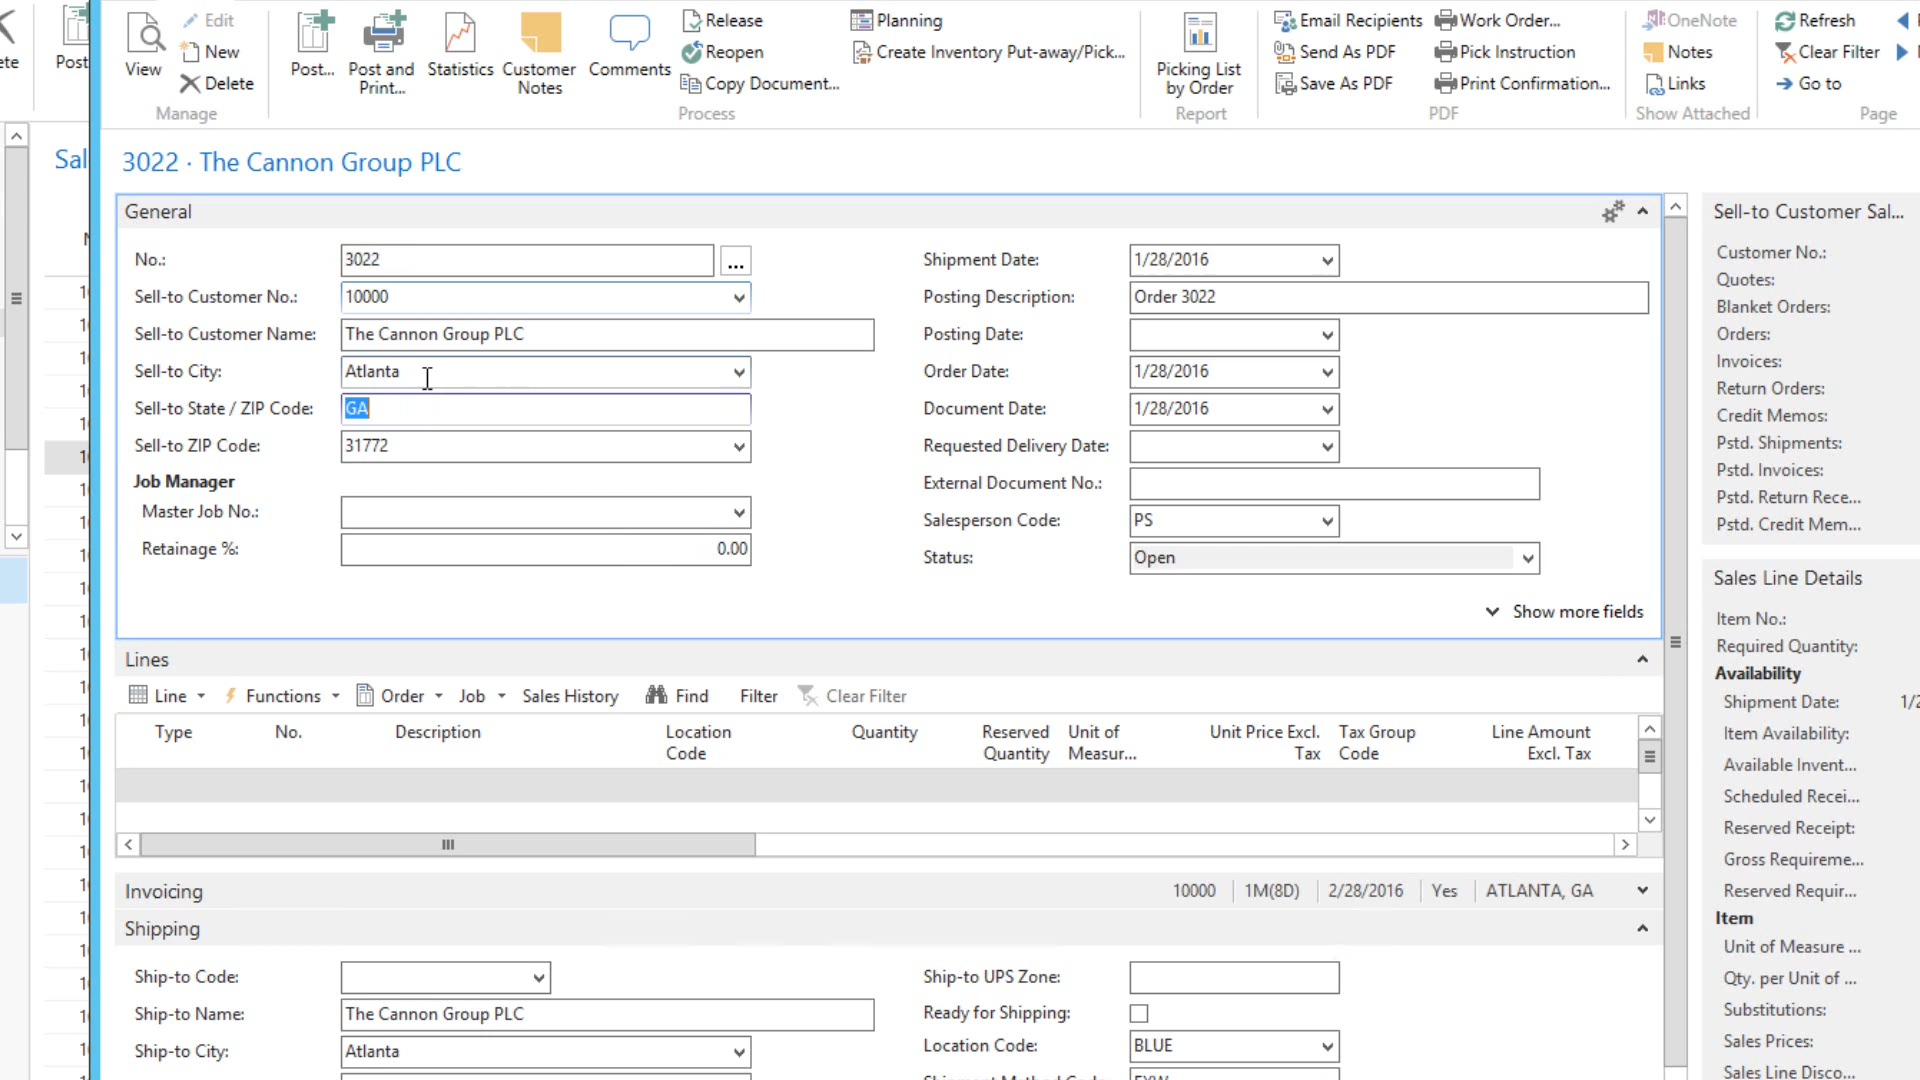 Edit
New
Delete
View
Manage
Post...
Post and Print...
Statistics
Customer Notes
Comments
Release
Reopen
Copy Document...
Process
Planning
Create Inventory Put-away/Pick...
Picking List by Order
Report
Email Recipients
Send As PDF
Save As PDF
Work Order...
Pick Instruction
Print Confirmation...
PDF
OneNote
Notes
Links
Show Attached
Refresh
Clear Filter
Go to
Page
3022 · The Cannon Group PLC
General
No.: 3022 ...
Sell-to Customer No.: 10000
Sell-to Customer Name: The Cannon Group PLC
Sell-to City: Atlanta
Sell-to State / ZIP Code: GA
Sell-to ZIP Code: 31772
Job Manager
Master Job No.:
Retainage %: 0.00
Shipment Date: 1/28/2016
Posting Description: Order 3022
Posting Date:
Order Date: 1/28/2016
Document Date: 1/28/2016
Requested Delivery Date:
External Document No.:
Salesperson Code: PS
Status: Open
Show more fields
Lines
Line Functions Order Job Sales History Find Filter Clear Filter
Type No. Description Location Code Quantity Reserved Quantity Unit of Measur... Unit Price Excl. Tax Tax Group Code Line Amount Excl. Tax
Invoicing 10000 1M(8D) 2/28/2016 Yes ATLANTA, GA
Shipping
Ship-to Code:
Ship-to Name: The Cannon Group PLC
Ship-to City: Atlanta
Ship-to UPS Zone:
Ready for Shipping:
Location Code: BLUE
Sell-to Customer Sal...
Customer No.:
Quotes:
Blanket Orders:
Orders:
Invoices:
Return Orders:
Credit Memos:
Pstd. Shipments:
Pstd. Invoices:
Pstd. Return Rece...
Pstd. Credit Mem...
Sales Line Details
Item No.:
Required Quantity:
Availability
Shipment Date: 1/2
Item Availability:
Available Invent...
Scheduled Recei...
Reserved Receipt:
Gross Requireme...
Reserved Requir...
Item
Unit of Measure ...
Qty. per Unit of ...
Substitutions:
Sales Prices:
Sales Line Disco...